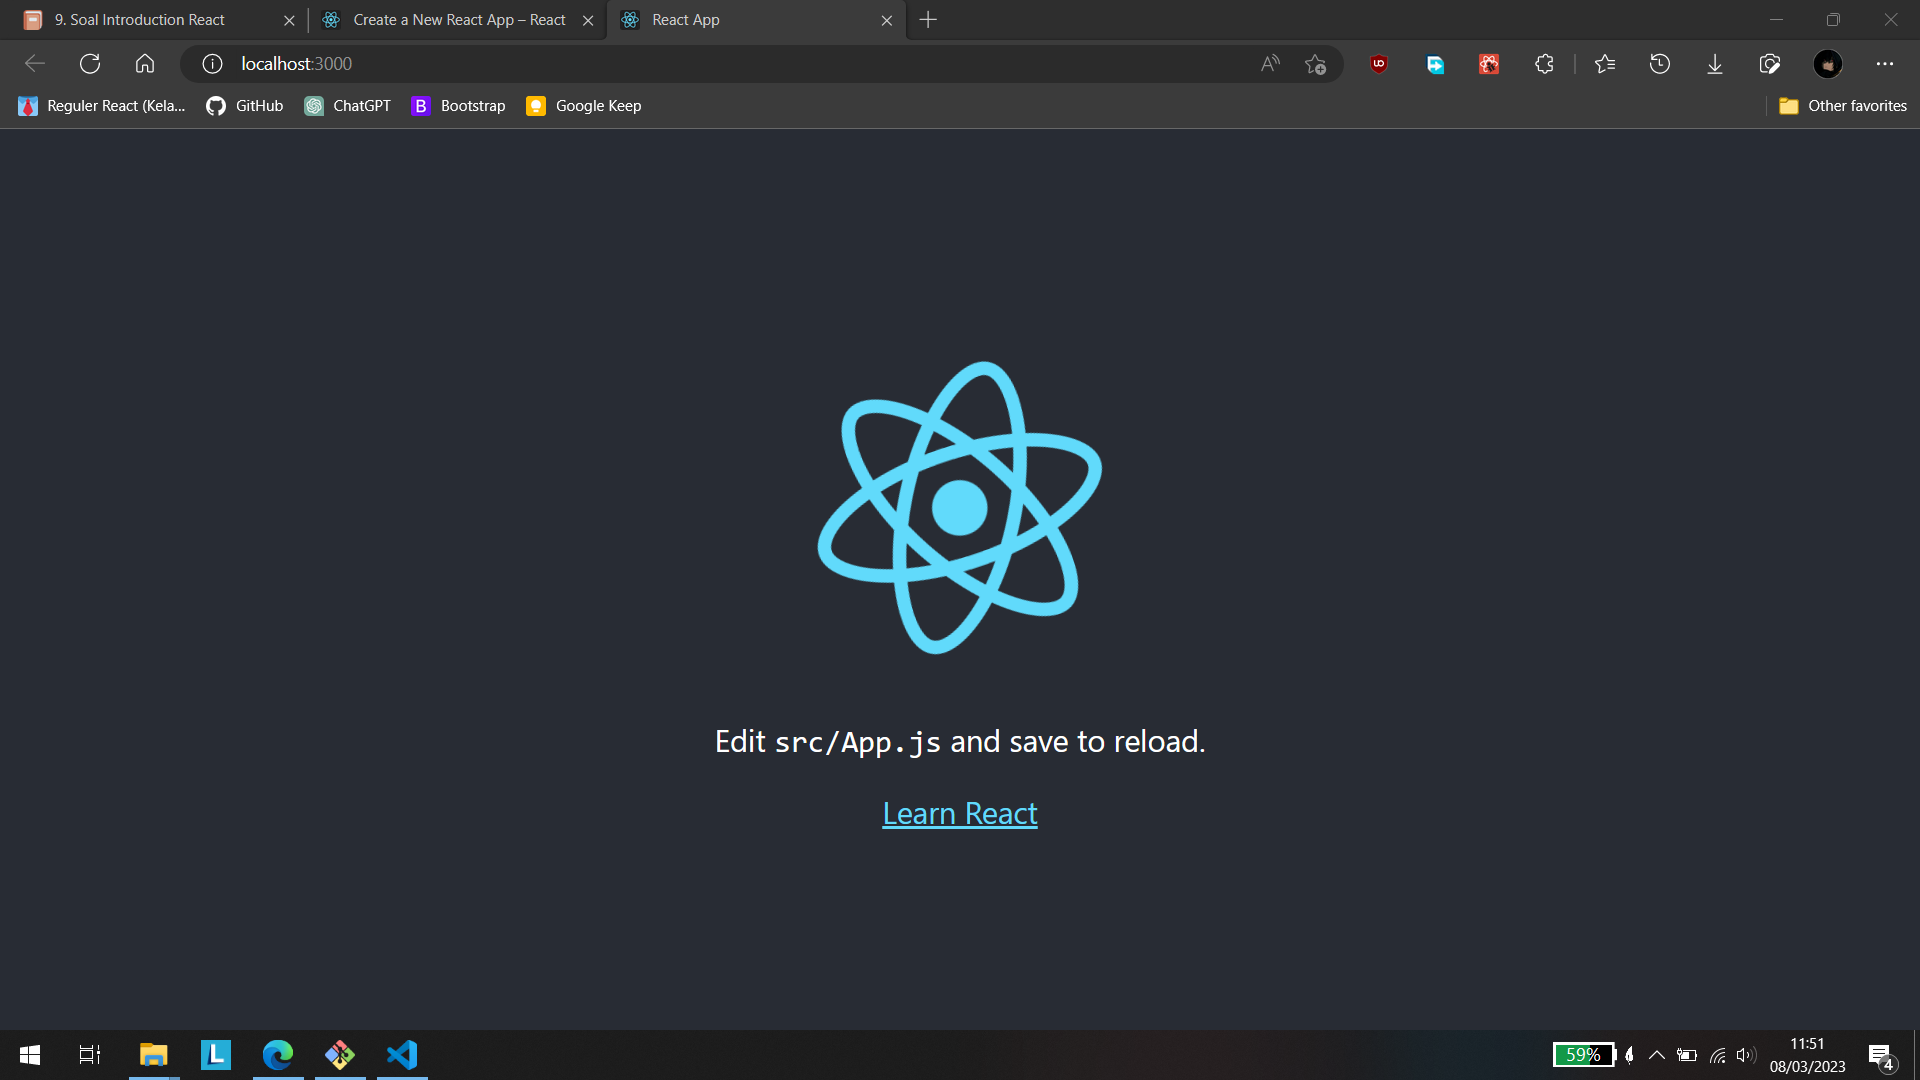 9. Soal Introduction React
Create a New React App – React
React App
localhost:3000
Reguler React (Kela...
GitHub
ChatGPT
B
Bootstrap
Google Keep
Other favorites
Edit src/App.js and save to reload.
Learn React
L
59%
11:51
08/03/2023
4